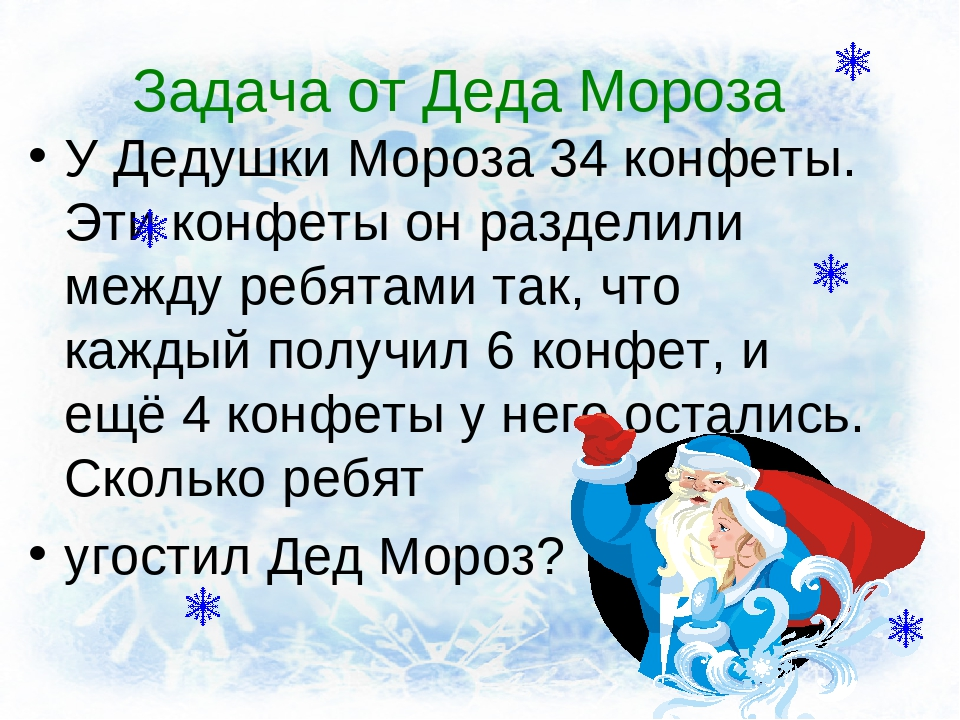 Задача от Деда Мороза
• У Дедушки Мороза 34 конфеты.
Эти конфеты он разделили
между ребятами так, что
каждый получил 6 конфет, и
ещё 4 конфеты у него остались.
Сколько ребят
• угостил Дед Мороз?